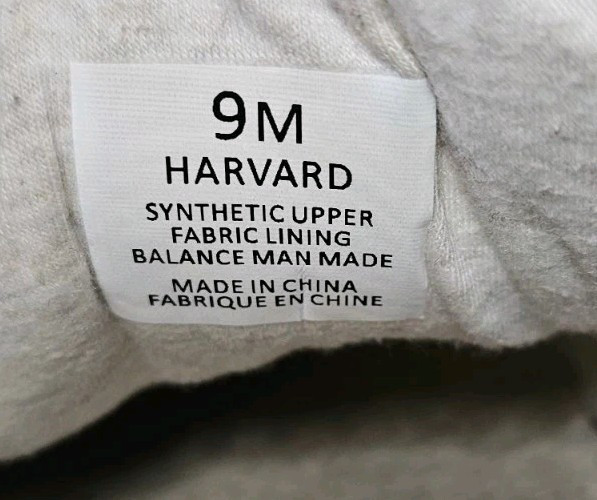 9M
HARVARD
SYNTHETIC UPPER
FABRIC LINING
BALANCE MAN MADE
MADE IN CHINA
FABRIQUE EN CHINE